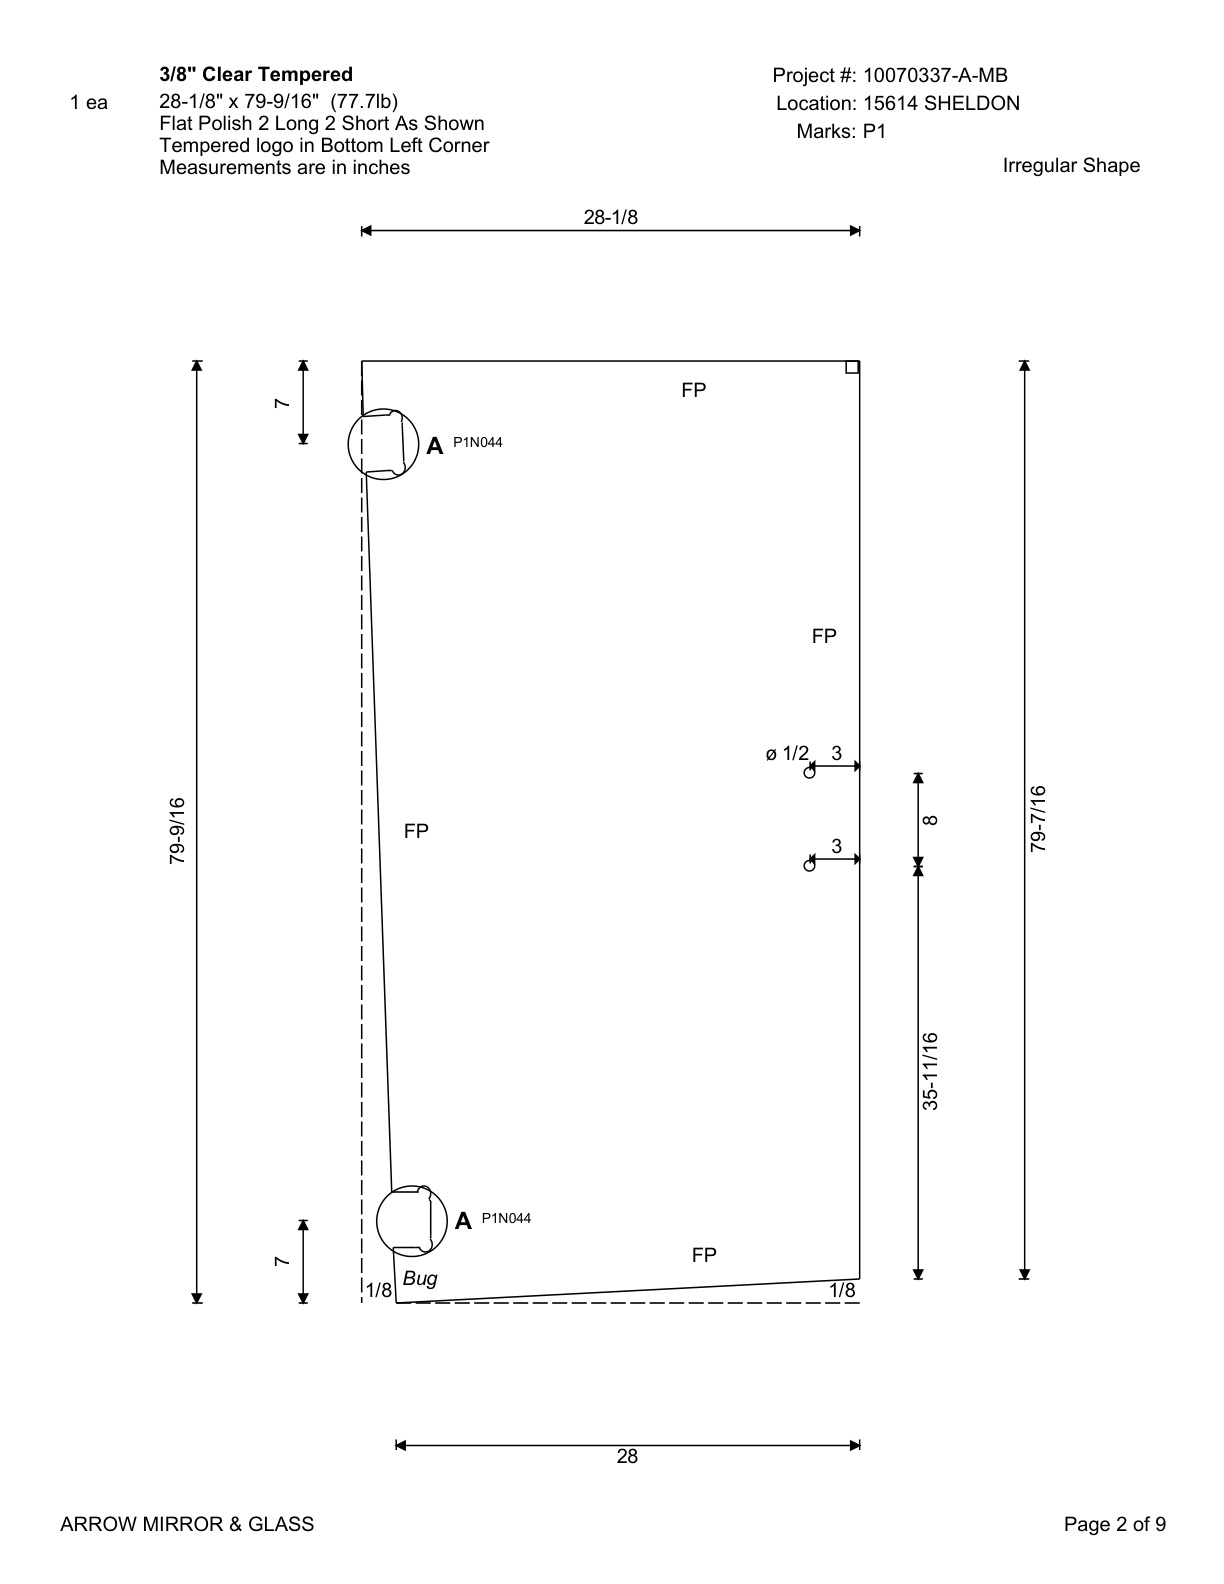 3/8" Clear Tempered
1 ea
28-1/8" x 79-9/16" (77.7lb)
Flat Polish 2 Long 2 Short As Shown
Tempered logo in Bottom Left Corner
Measurements are in inches
Project #: 10070337-A-MB
Location: 15614 SHELDON
Marks: P1
Irregular Shape
28-1/8
7
FP
A P1N044
FP
ø 1/2
3
79-9/16
FP
8
79-7/16
3
35-11/16
A P1N044
7
FP
Bug
1/8
1/8
28
ARROW MIRROR & GLASS
Page 2 of 9